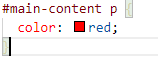 #main-content p {
color: red;
}